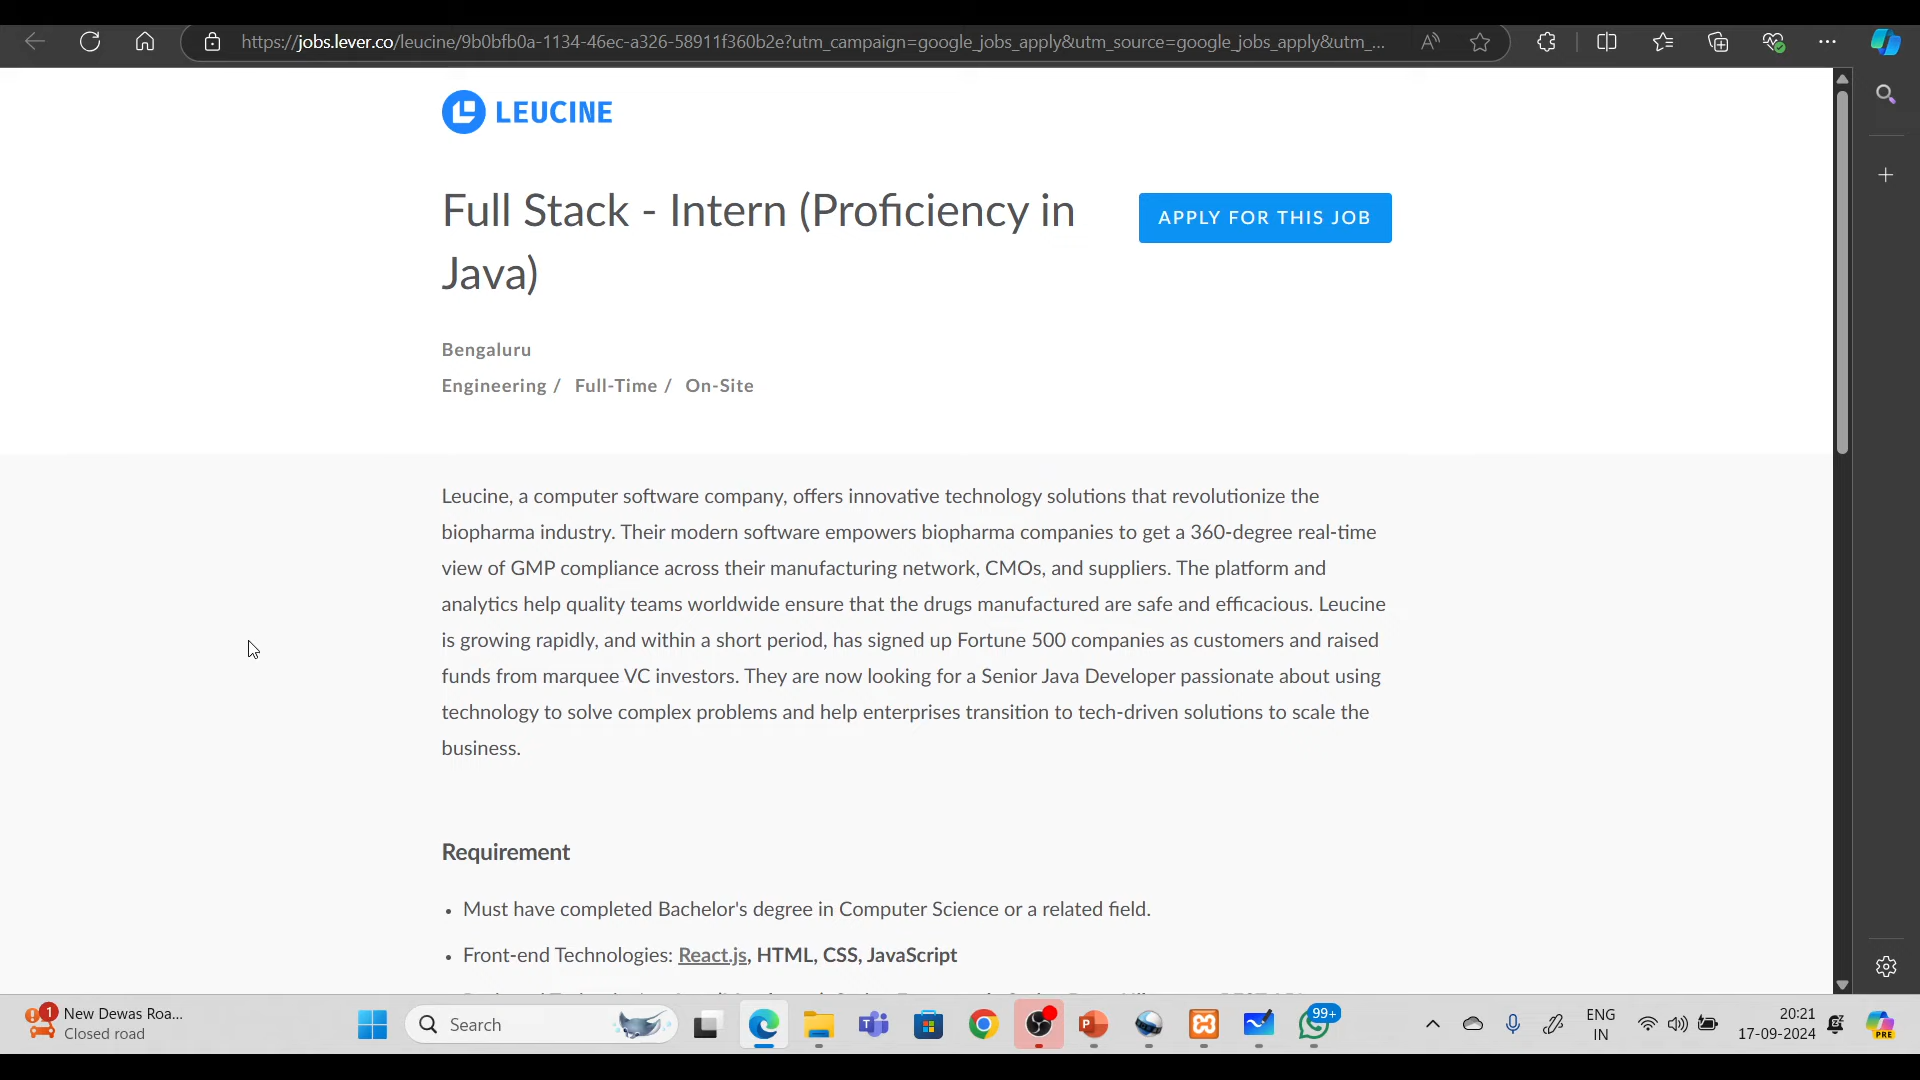 https://jobs.lever.co/leucine/9b0bfb0a-1134-46ec-a326-58911f360b2e?utm_campaign=google_jobs_apply&utm_source=google_jobs_apply&utm_...
LEUCINE
Full Stack - Intern (Proficiency in
Java)
APPLY FOR THIS JOB
Bengaluru
Engineering / Full-Time / On-Site
Leucine, a computer software company, offers innovative technology solutions that revolutionize the
biopharma industry. Their modern software empowers biopharma companies to get a 360-degree real-time
view of GMP compliance across their manufacturing network, CMOs, and suppliers. The platform and
analytics help quality teams worldwide ensure that the drugs manufactured are safe and efficacious. Leucine
is growing rapidly, and within a short period, has signed up Fortune 500 companies as customers and raised
funds from marquee VC investors. They are now looking for a Senior Java Developer passionate about using
technology to solve complex problems and help enterprises transition to tech-driven solutions to scale the
business.
Requirement
• Must have completed Bachelor's degree in Computer Science or a related field.
• Front-end Technologies: React.js, HTML, CSS, JavaScript
1
New Dewas Roa...
Closed road
Search
99+
ENG
IN
20:21
17-09-2024
PRE